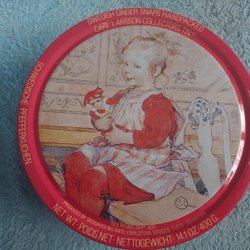 SWEDISH GINGER SNAPS HANDPACKED
CARL LARSSON COLLECTORS TIN
SCHWEDISCHE PFEFFERKUCHEN
NET WT·POIDS NET·NETTOGEWICHT·14.1 OZ·400 G